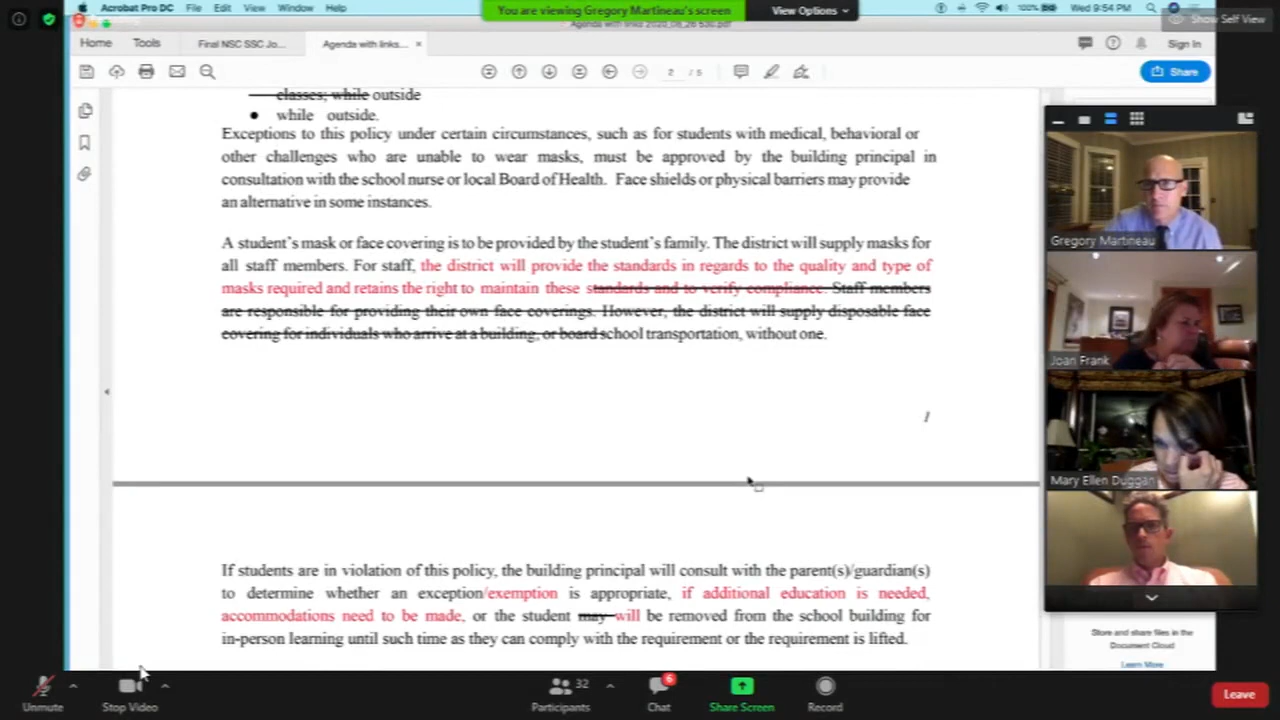 Acrobat Pro DC File Edit View Window Help
You are viewing Gregory Martineau's screen
View Options
100%
Wed 9:54 PM
Show Self View
Home Tools Final NSC SSC Jo... Agenda with links... ×
Sign In
2 / 5
Share
classes; while outside
● while outside.
Exceptions to this policy under certain circumstances, such as for students with medical, behavioral or
other challenges who are unable to wear masks, must be approved by the building principal in
consultation with the school nurse or local Board of Health. Face shields or physical barriers may provide
an alternative in some instances.
A student's mask or face covering is to be provided by the student's family. The district will supply masks for
all staff members. For staff, the district will provide the standards in regards to the quality and type of
masks required and retains the right to maintain these standards and to verify compliance. Staff members
are responsible for providing their own face coverings. However, the district will supply disposable face
covering for individuals who arrive at a building, or board school transportation, without one.
1
If students are in violation of this policy, the building principal will consult with the parent(s)/guardian(s)
to determine whether an exception/exemption is appropriate, if additional education is needed,
accommodations need to be made, or the student may will be removed from the school building for
in-person learning until such time as they can comply with the requirement or the requirement is lifted.
Gregory Martineau
Joan Frank
Mary Ellen Duggan
Store and share files in the
Document Cloud
Learn More
Unmute
Stop Video
32
Participants
6
Chat
Share Screen
Record
Leave